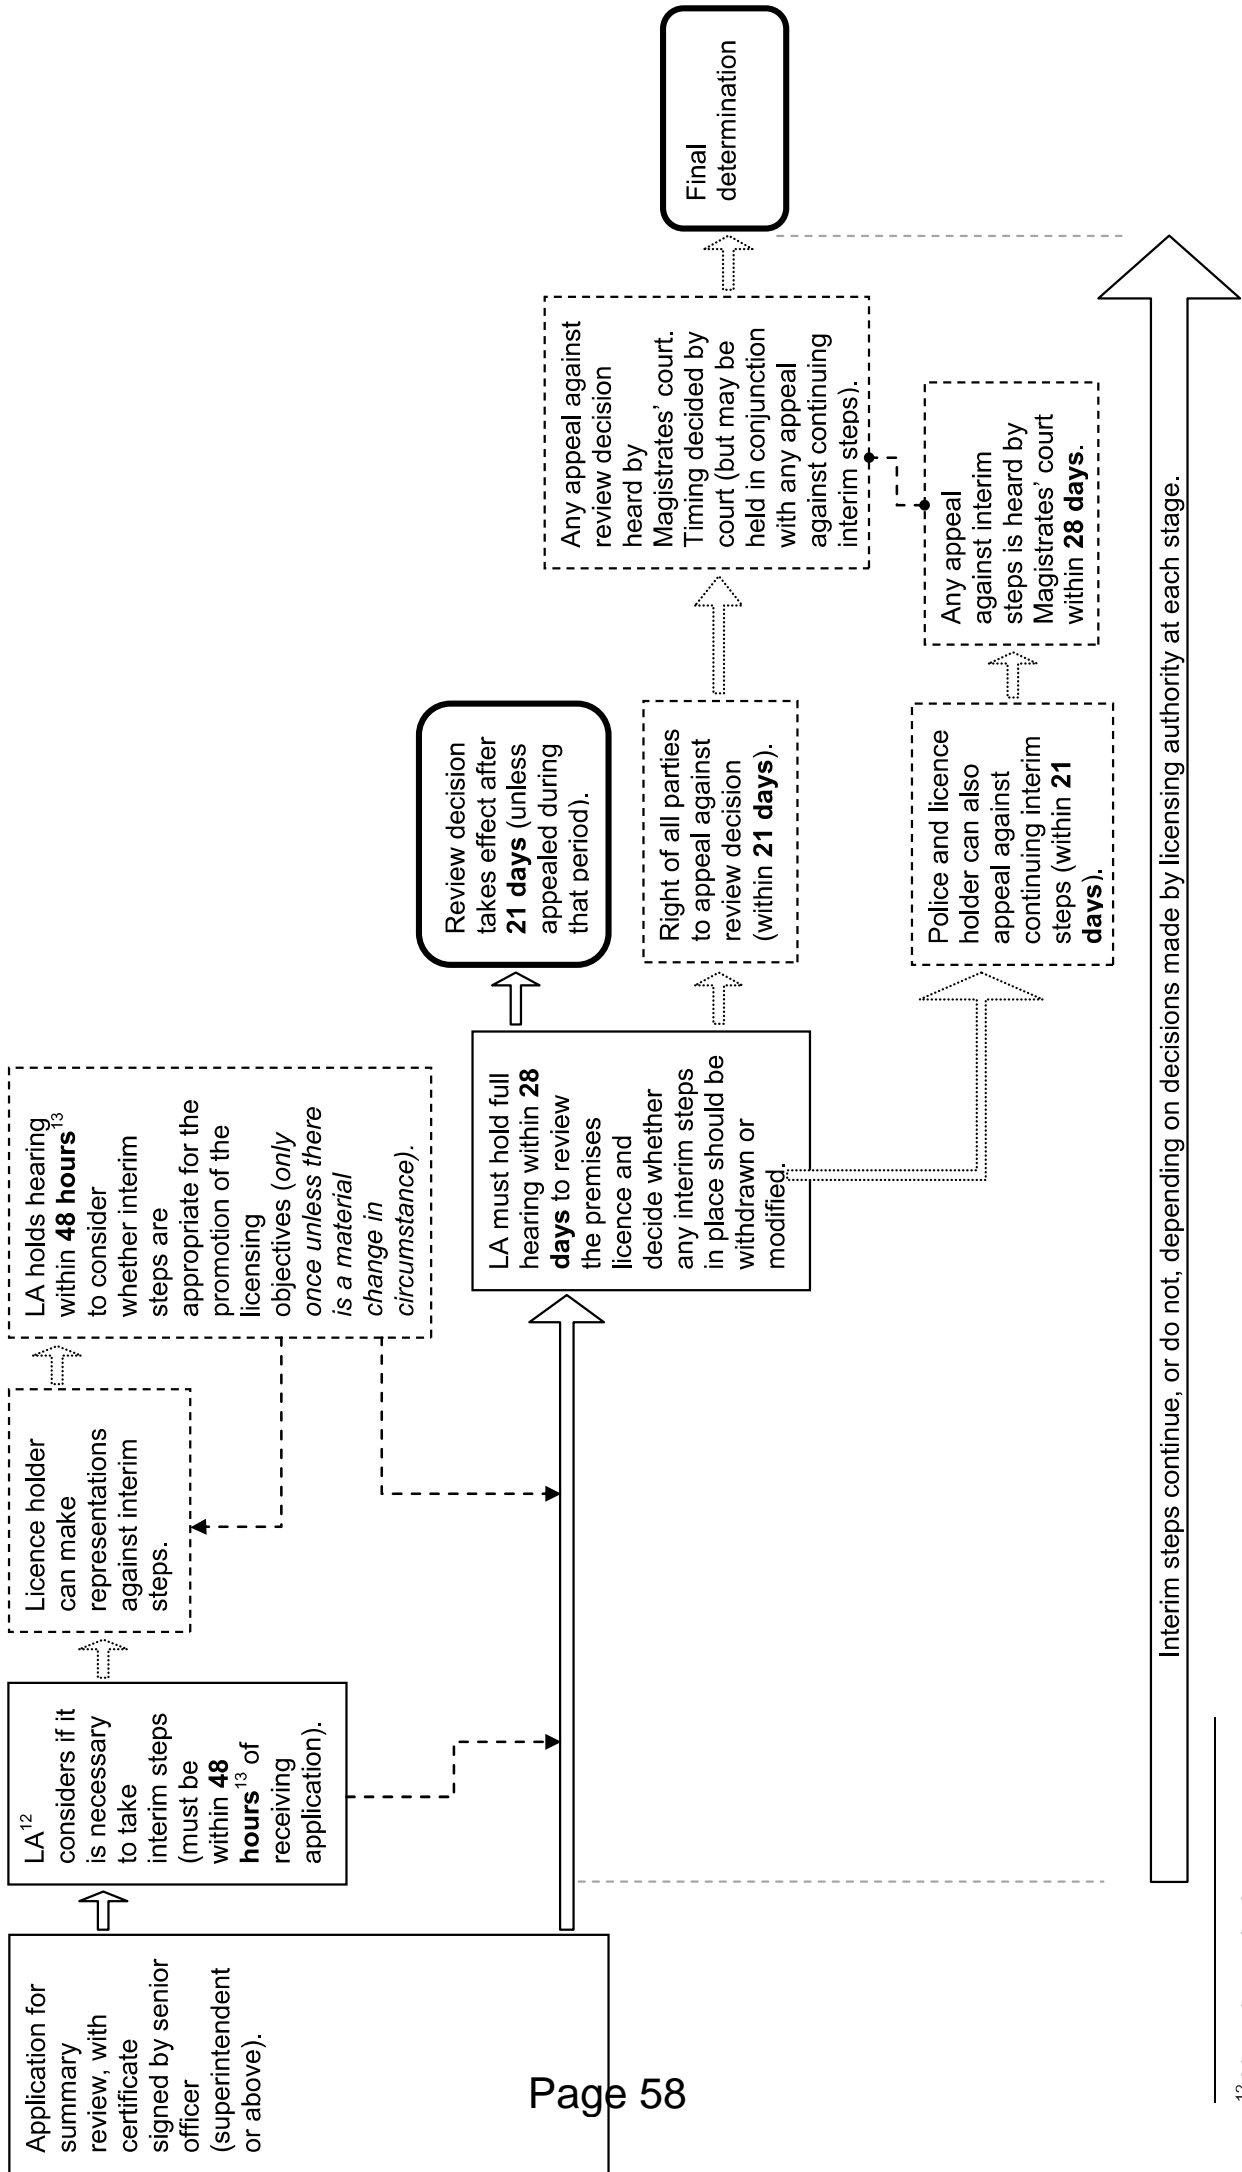 Application for
summary
review, with
certificate
signed by senior
officer
(superintendent
or above).
LA12
considers if it
is necessary
to take
interim steps
(must be
within 48
hours13 of
receiving
application).
Licence holder
can make
representations
against interim
steps.
LA holds hearing
within 48 hours13
to consider
whether interim
steps are
appropriate for the
promotion of the
licensing
objectives (only
once unless there
is a material
change in
circumstance).
LA must hold full
hearing within 28
days to review
the premises
licence and
decide whether
any interim steps
in place should be
withdrawn or
modified.
Review decision
takes effect after
21 days (unless
appealed during
that period).
Right of all parties
to appeal against
review decision
(within 21 days).
Police and licence
holder can also
appeal against
continuing interim
steps (within 21
days).
Any appeal against
review decision
heard by
Magistrates’ court.
Timing decided by
court (but may be
held in conjunction
with any appeal
against continuing
interim steps).
Any appeal
against interim
steps is heard by
Magistrates’ court
within 28 days.
Final
determination
Interim steps continue, or do not, depending on decisions made by licensing authority at each stage.
Page 58